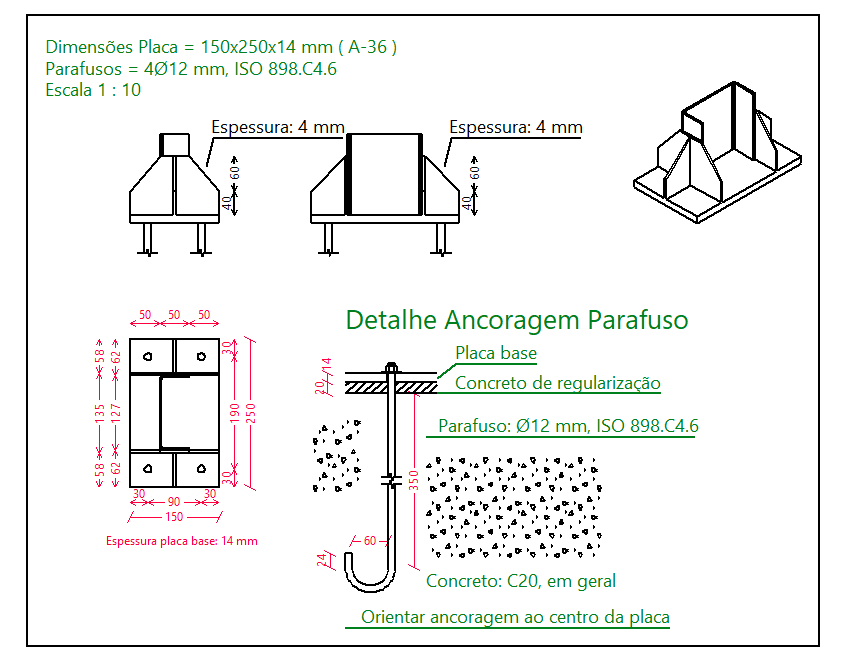 Dimensões Placa = 150x250x14 mm ( A-36 )
Parafusos = 4Ø12 mm, ISO 898.C4.6
Escala 1 : 10
Espessura: 4 mm
Espessura: 4 mm
60
40
60
40
50 50 50
58
62
30
135
127
190
250
58
62
30
30 90 30
150
Espessura placa base: 14 mm
Detalhe Ancoragem Parafuso
Placa base
14
20
Concreto de regularização
Parafuso: Ø12 mm, ISO 898.C4.6
350
60
24
Concreto: C20, em geral
Orientar ancoragem ao centro da placa